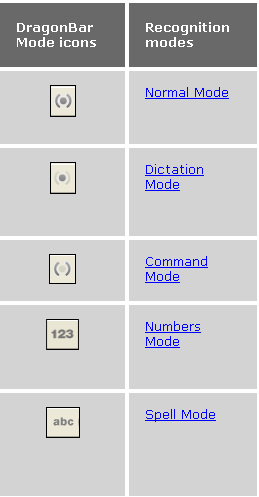 DragonBar
Mode icons
Recognition
modes
Normal Mode
Dictation
Mode
Command
Mode
123
Numbers
Mode
abc
Spell Mode